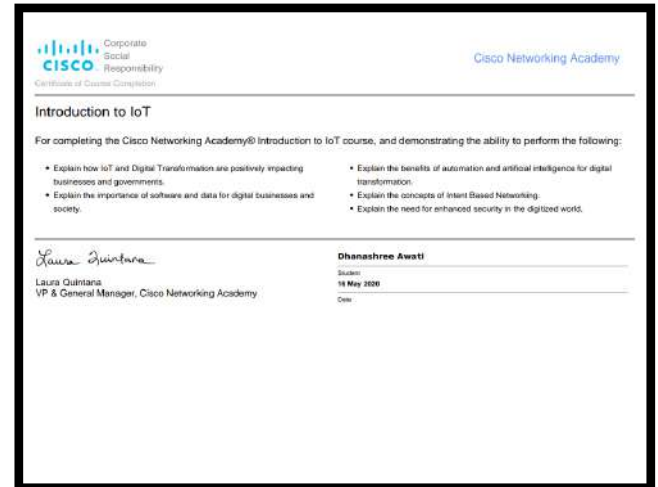 Corporate
Social
Responsibility
CISCO
Cisco Networking Academy
Certificate of Course Completion
Introduction to IoT
For completing the Cisco Networking Academy® Introduction to IoT course, and demonstrating the ability to perform the following:
• Explain how IoT and Digital Transformation are positively impacting
businesses and governments.
• Explain the importance of software and data for digital businesses and
society.
• Explain the benefits of automation and artificial intelligence for digital
transformation.
• Explain the concepts of Intent Based Networking.
• Explain the need for enhanced security in the digitized world.
Laura Quintana
Laura Quintana
VP & General Manager, Cisco Networking Academy
Dhanashree Awati
Student
16 May 2020
Date